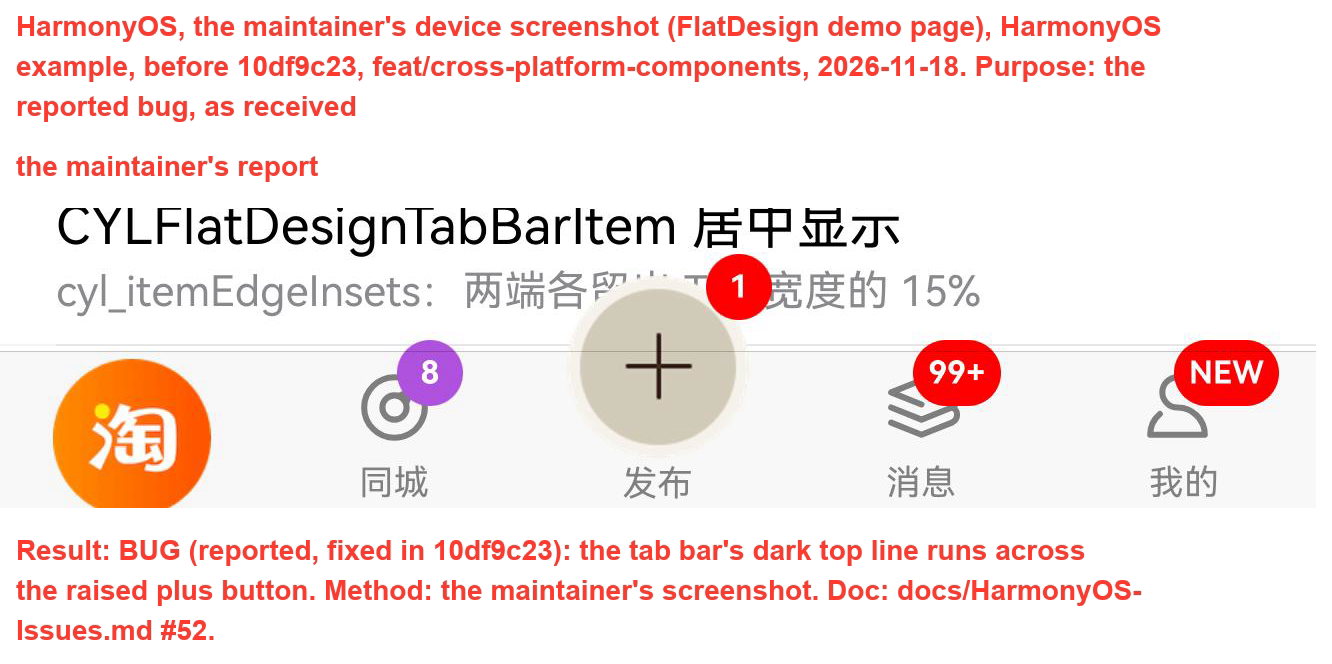 HarmonyOS, the maintainer's device screenshot (FlatDesign demo page), HarmonyOS
example, before 10df9c23, feat/cross-platform-components, 2026-11-18. Purpose: the
reported bug, as received
the maintainer's report
CYLFlatDesignTabBarItem 居中显示
cyl_itemEdgeInsets：两端各留 宽度的 15%
1
8
99+
NEW
淘
同城
发布
消息
我的
Result: BUG (reported, fixed in 10df9c23): the tab bar's dark top line runs across
the raised plus button. Method: the maintainer's screenshot. Doc: docs/HarmonyOS-
Issues.md #52.